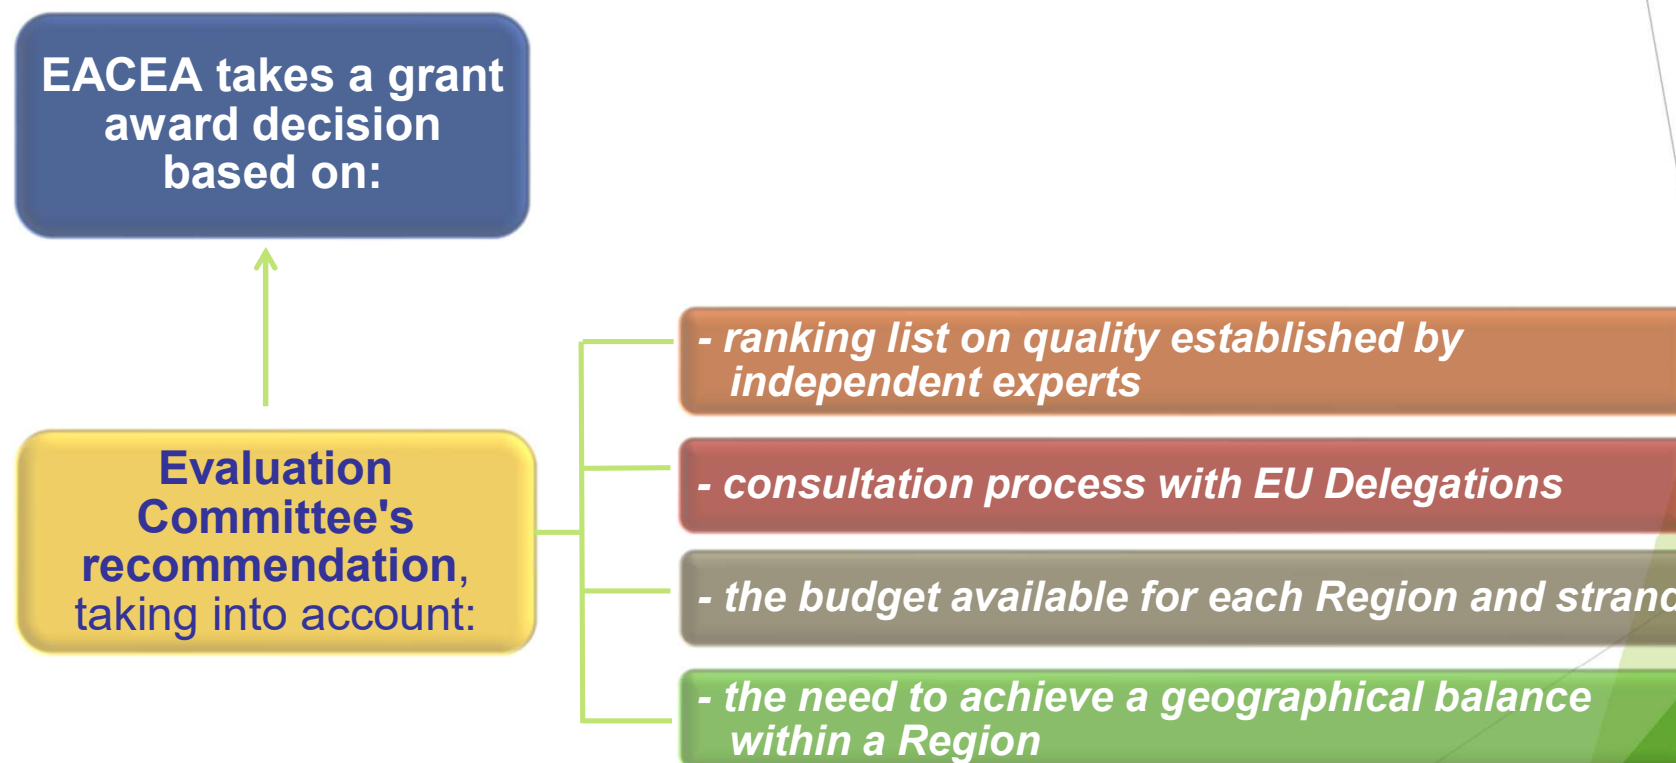 EACEA takes a grant
award decision
based on:
- ranking list on quality established by
independent experts
Evaluation
Committee's
recommendation,
taking into account:
- consultation process with EU Delegations
- the budget available for each Region and strand
- the need to achieve a geographical balance
within a Region